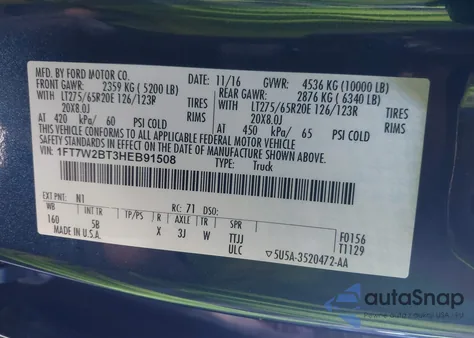 MFD. BY FORD MOTOR CO. 11/16 GVWR: 4536 KG (10000 LB)
FRONT GAWR: 2359 KG (5200 LB) REAR GAWR: 2876 KG (6340 LB)
WITH LT275/65R20E 126/123R TIRES WITH LT275/65R20E 126/123R TIRES
20X8.0J RIMS 20X8.0J RIMS
AT 420 kPa/ 60 PSI COLD AT 450 kPa/ 65 PSI COLD
THIS VEHICLE CONFORMS TO ALL APPLICABLE FEDERAL MOTOR VEHICLE SAFETY STANDARDS IN EFFECT ON THE DATE OF MANUFACTURE SHOWN ABOVE.
VIN: 1FT7W2BT3HEB91508 TYPE: Truck
EXT PNT: N1 RC: 71 DSO:
WB INT TR TP/PS R AXLE TR SPR F0156
160 5B X 3J W TTJJ T1129
MADE IN U.S.A. ULC ▽5U5A-3520472-AA
autoSnap